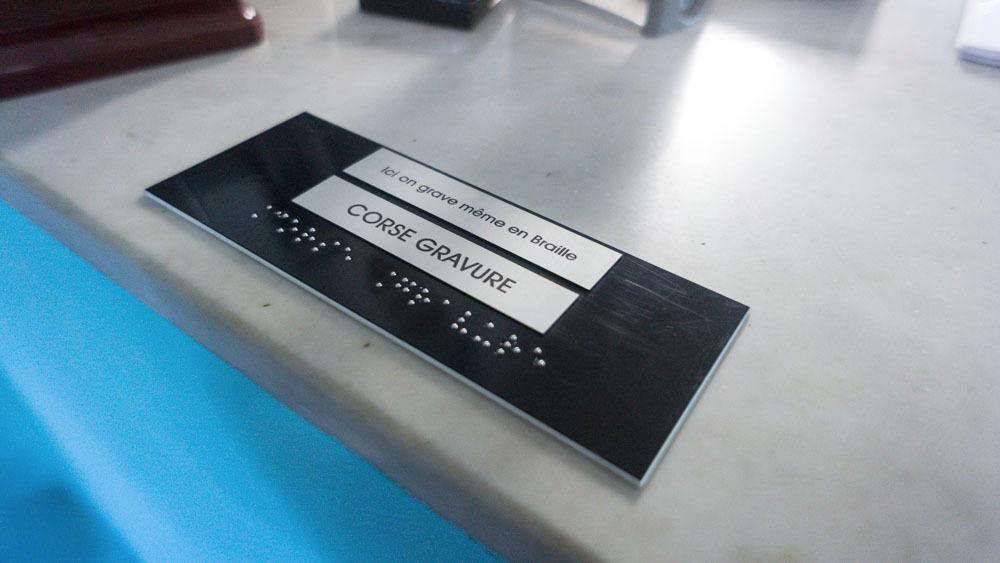 Ici on grave même en Braille
CORSE GRAVURE